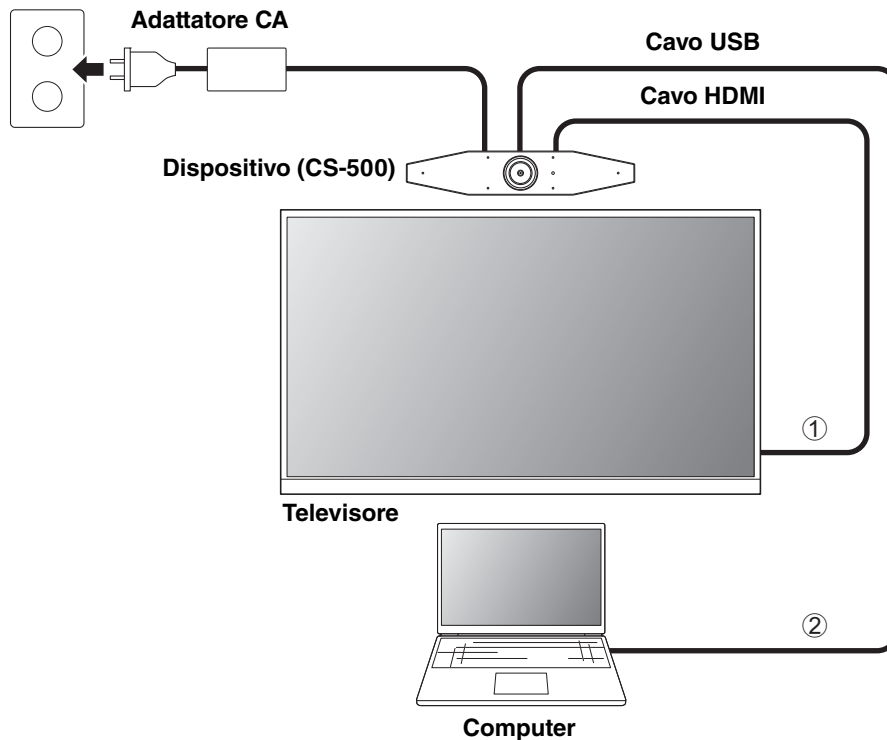 Adattatore CA
Cavo USB
Cavo HDMI
Dispositivo (CS-500)
①
Televisore
②
Computer